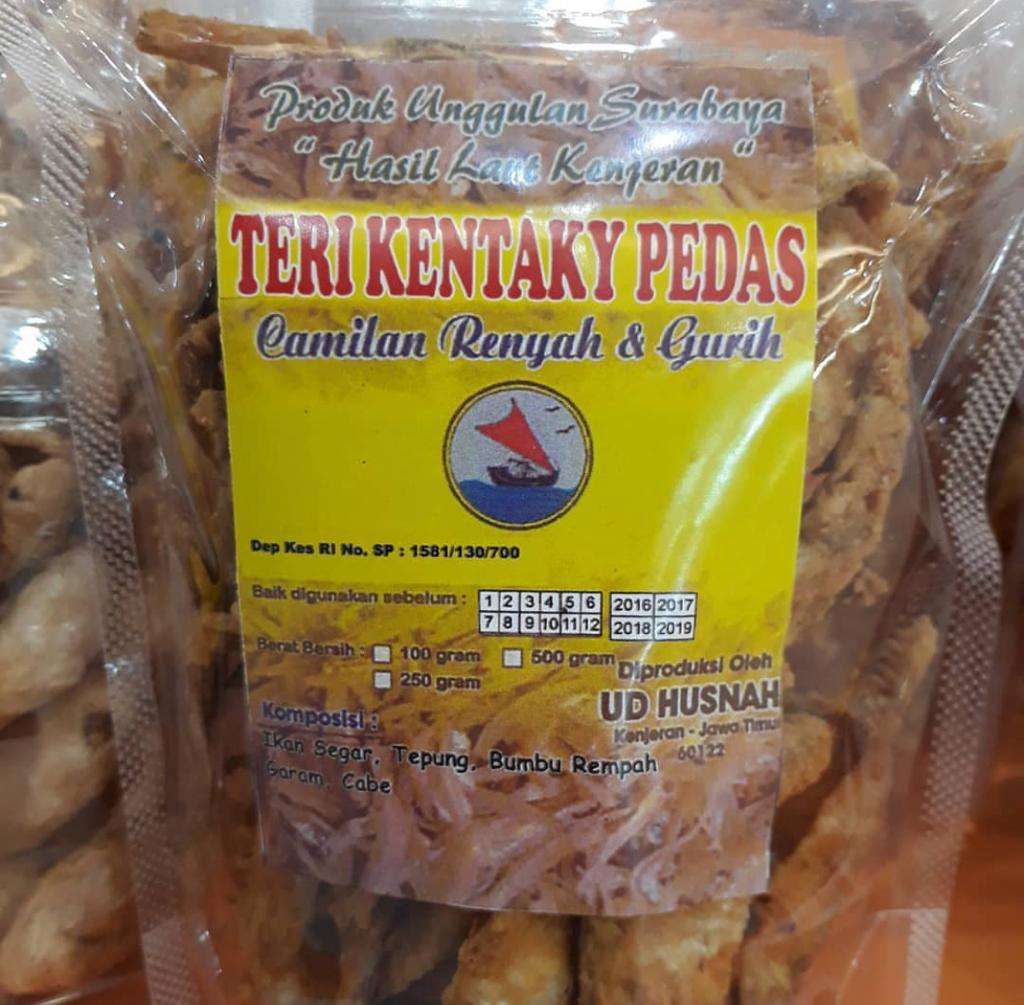 Produk Unggulan Surabaya
" Hasil Laut Kenjeran "
TERI KENTAKY PEDAS
Camilan Renyah & Gurih
Dep Kes RI No. SP : 1581/130/700
Baik digunakan sebelum : 1 2 3 4 5 6 2016 2017
7 8 9 10 11 12 2018 2019
Berat Bersih : 100 gram 500 gram
250 gram
Diproduksi Oleh
UD HUSNAH
Kenjeran - Jawa Timu
60122
Komposisi :
Ikan Segar, Tepung, Bumbu Rempah
Garam, Cabe